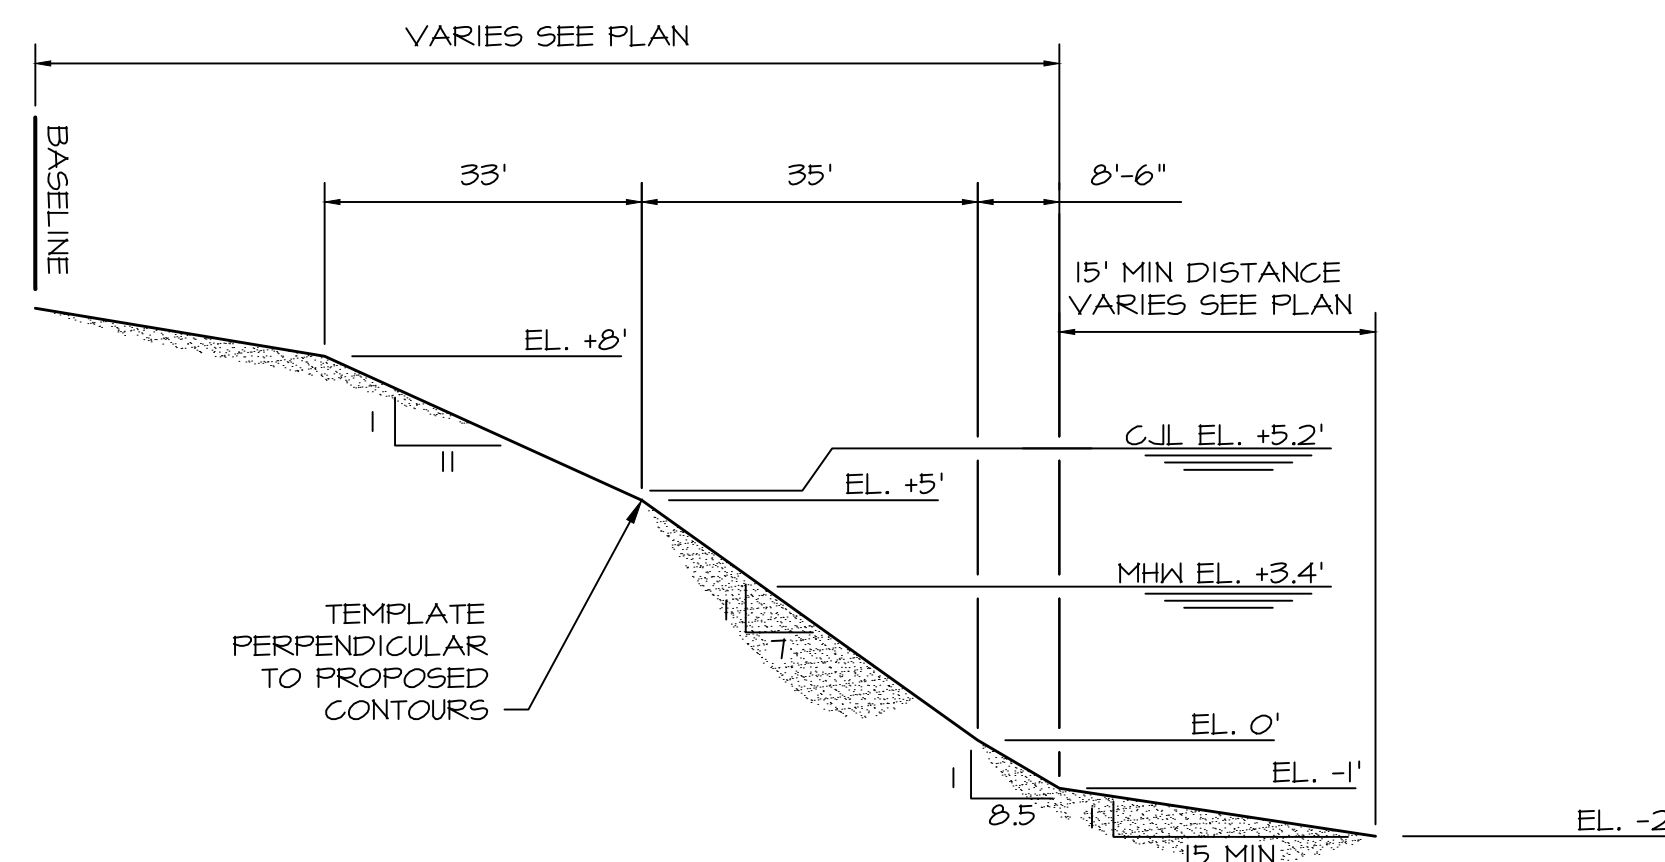 VARIES SEE PLAN
BASELINE
33'
35'
8'-6"
15' MIN DISTANCE
VARIES SEE PLAN
EL. +8'
1
11
CJL EL. +5.2'
EL. +5'
MHW EL. +3.4'
1
7
TEMPLATE
PERPENDICULAR
TO PROPOSED
CONTOURS
EL. 0'
EL. -1'
1
8.5
1
15 MIN
EL. -2